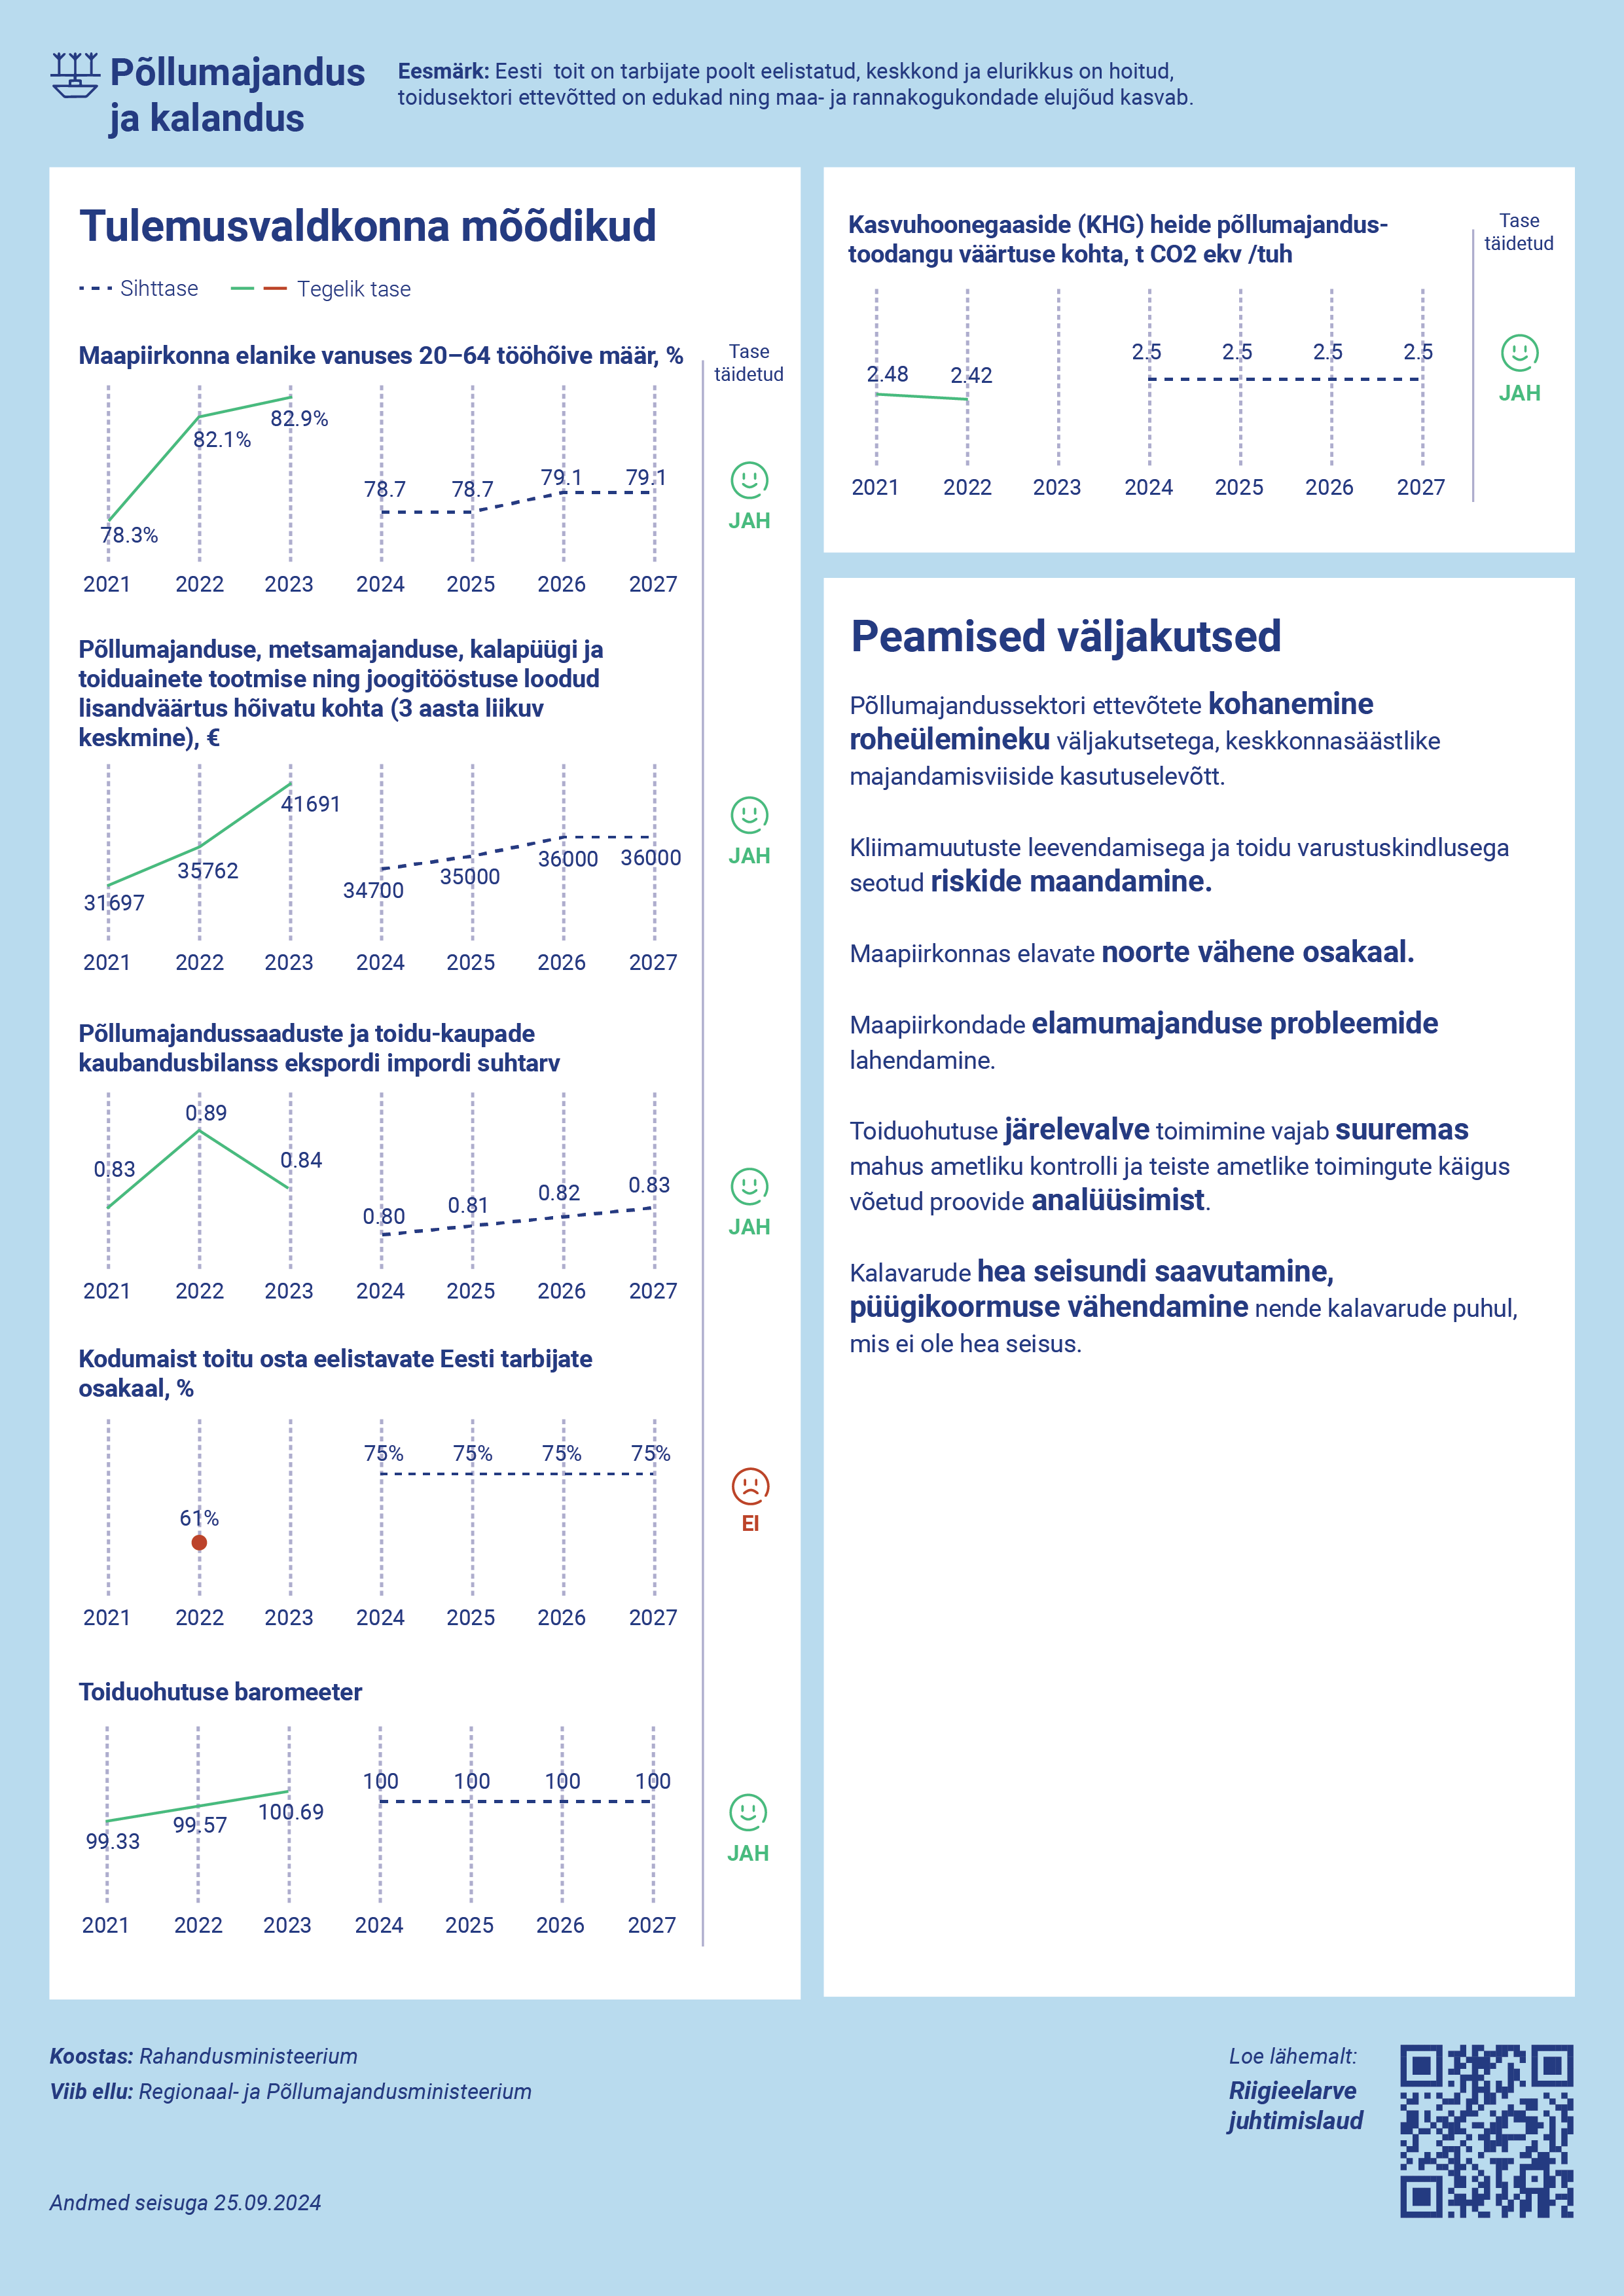 Põllumajandus
ja kalandus
Eesmärk: Eesti toit on tarbijate poolt eelistatud, keskkond ja elurikkus on hoitud,
toidusektori ettevõtted on edukad ning maa- ja rannakogukondade elujõud kasvab.
Tulemusvaldkonna mõõdikud
Sihttase Tegelik tase
Maapiirkonna elanike vanuses 20–64 tööhõive määr, %
Tase
täidetud
78.3% 82.1% 82.9% 78.7 78.7 79.1 79.1
JAH
2021 2022 2023 2024 2025 2026 2027
Põllumajanduse, metsamajanduse, kalapüügi ja
toiduainete tootmise ning joogitööstuse loodud
lisandväärtus hõivatu kohta (3 aasta liikuv
keskmine), €
31697 35762 41691 34700 35000 36000 36000
JAH
2021 2022 2023 2024 2025 2026 2027
Põllumajandussaaduste ja toidu-kaupade
kaubandusbilanss ekspordi impordi suhtarv
0.83 0.89 0.84 0.80 0.81 0.82 0.83
JAH
2021 2022 2023 2024 2025 2026 2027
Kodumaist toitu osta eelistavate Eesti tarbijate
osakaal, %
61% 75% 75% 75% 75%
EI
2021 2022 2023 2024 2025 2026 2027
Toiduohutuse baromeeter
99.33 99.57 100.69 100 100 100 100
JAH
2021 2022 2023 2024 2025 2026 2027
Kasvuhoonegaaside (KHG) heide põllumajandus-
toodangu väärtuse kohta, t CO2 ekv /tuh
Tase
täidetud
2.48 2.42 2.5 2.5 2.5 2.5
JAH
2021 2022 2023 2024 2025 2026 2027
Peamised väljakutsed
Põllumajandussektori ettevõtete kohanemine
roheülemineku väljakutsetega, keskkonnasäästlike
majandamisviiside kasutuselevõtt.
Kliimamuutuste leevendamisega ja toidu varustuskindlusega
seotud riskide maandamine.
Maapiirkonnas elavate noorte vähene osakaal.
Maapiirkondade elamumajanduse probleemide
lahendamine.
Toiduohutuse järelevalve toimimine vajab suuremas
mahus ametliku kontrolli ja teiste ametlike toimingute käigus
võetud proovide analüüsimist.
Kalavarude hea seisundi saavutamine,
püügikoormuse vähendamine nende kalavarude puhul,
mis ei ole hea seisus.
Koostas: Rahandusministeerium
Viib ellu: Regionaal- ja Põllumajandusministeerium
Andmed seisuga 25.09.2024
Loe lähemalt:
Riigieelarve
juhtimislaud